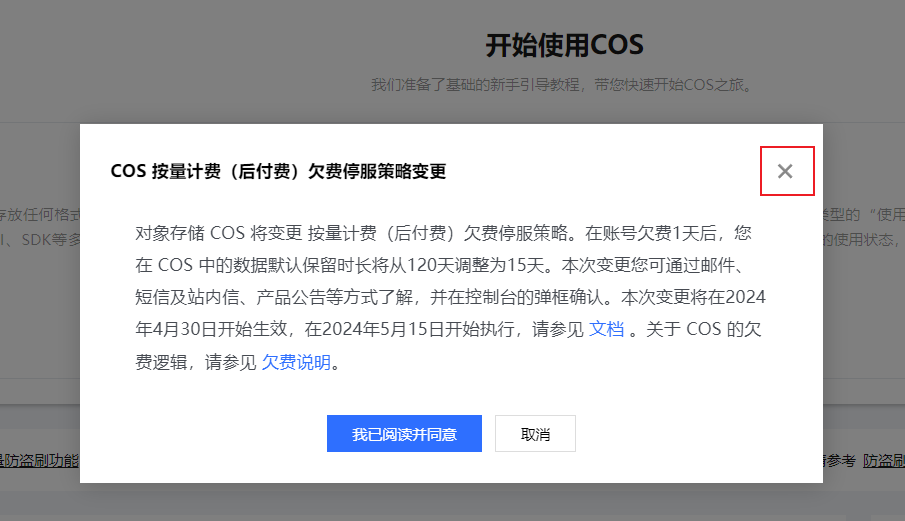 开始使用COS
我们准备了基础的新手引导教程，带您快速开始COS之旅。
COS 按量计费（后付费）欠费停服策略变更
存放任何格式
类型的“使用
I、SDK等多
的使用状态，
对象存储 COS 将变更 按量计费（后付费）欠费停服策略。在账号欠费1天后，您
在 COS 中的数据默认保留时长将从120天调整为15天。本次变更您可通过邮件、
短信及站内信、产品公告等方式了解，并在控制台的弹框确认。本次变更将在2024
年4月30日开始生效，在2024年5月15日开始执行，请参见 文档 。关于 COS 的欠
费逻辑，请参见 欠费说明。
我已阅读并同意
取消
防盗刷功能
参考 防盗刷